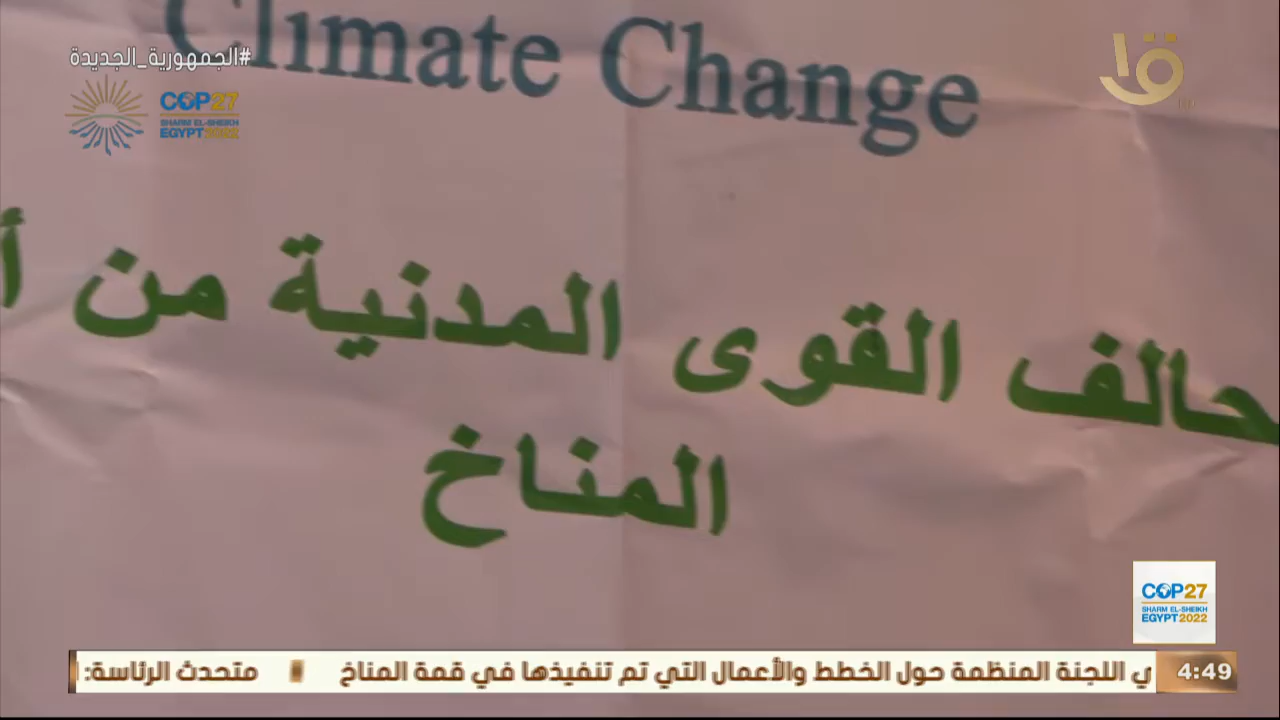 #الجمهورية_الجديدة
COP27
SHARM EL-SHEIKH
EGYPT 2022
Climate Change
القوى المدنية من
المناخ
COP27
SHARM EL-SHEIKH
EGYPT 2022
اللجنة المنظمة حول الخطط والأعمال التي تم تنفيذها في قمة المناخ متحدث الرئاسة:
4:49